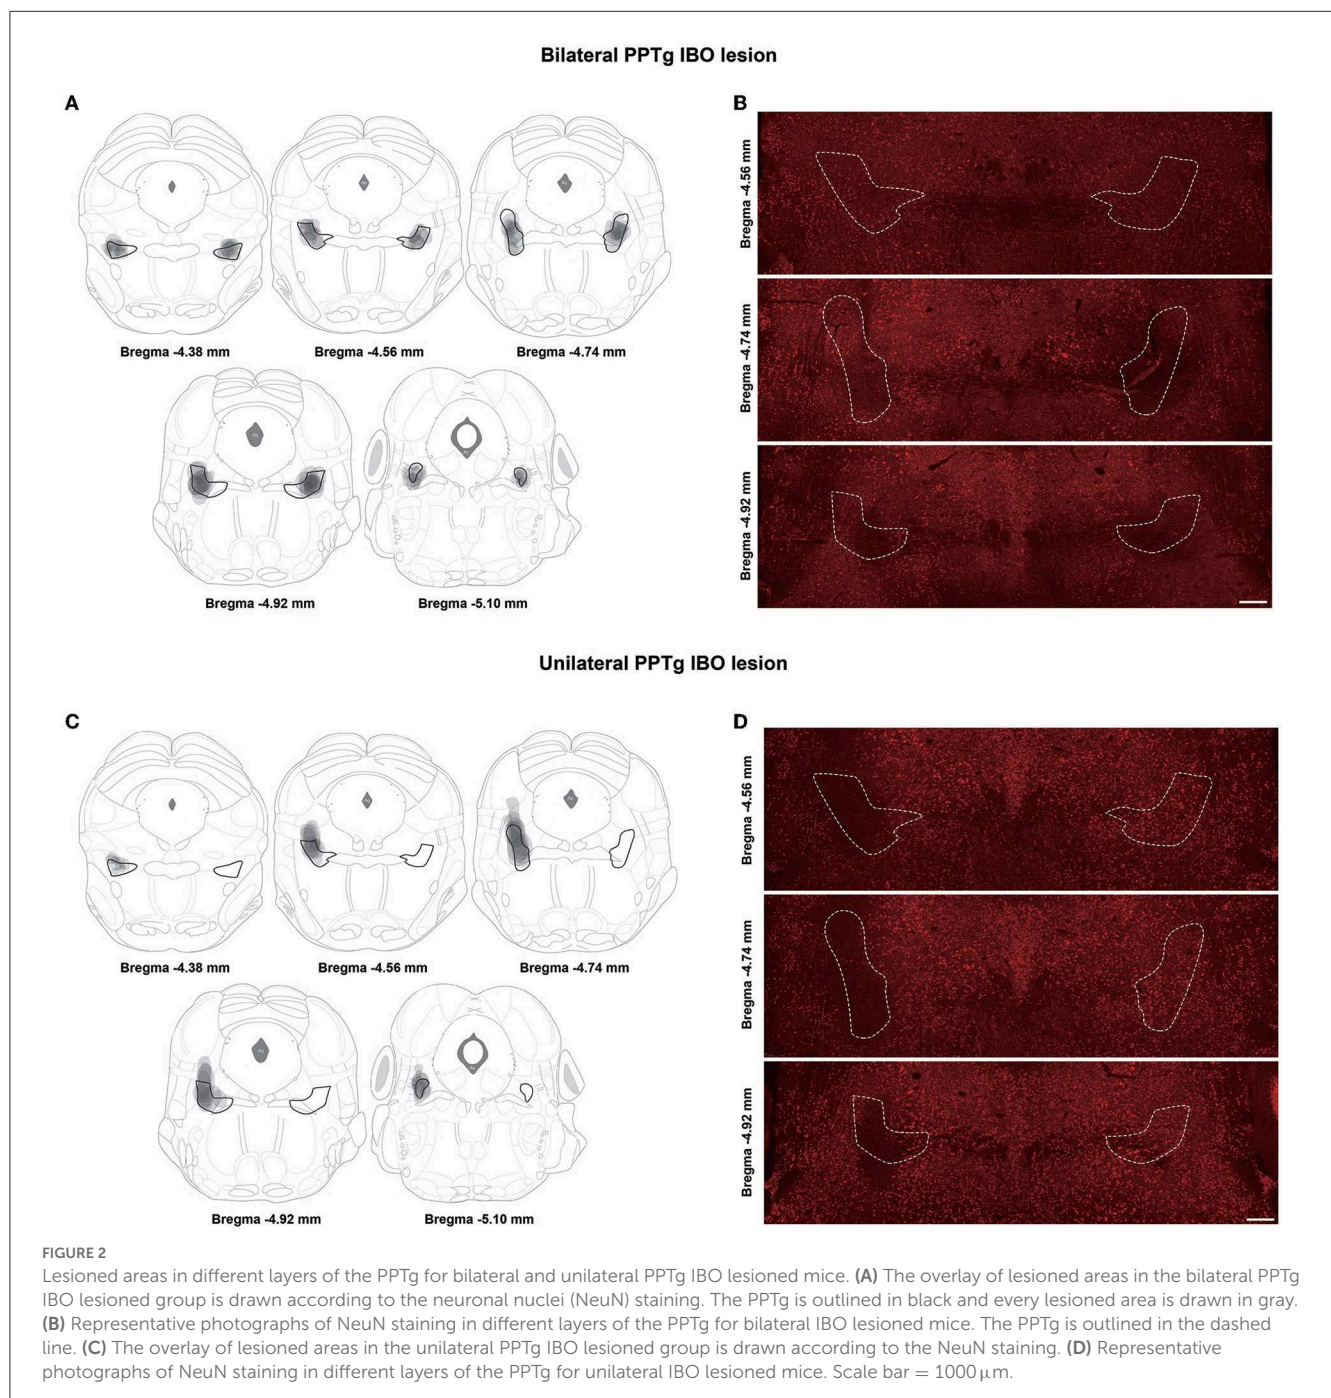 Bilateral PPTg IBO lesion
A
B
Bregma -4.38 mm
Bregma -4.56 mm
Bregma -4.74 mm
Bregma -4.92 mm
Bregma -5.10 mm
Bregma -4.56 mm
Bregma -4.74 mm
Bregma -4.92 mm
Unilateral PPTg IBO lesion
C
D
Bregma -4.38 mm
Bregma -4.56 mm
Bregma -4.74 mm
Bregma -4.92 mm
Bregma -5.10 mm
Bregma -4.56 mm
Bregma -4.74 mm
Bregma -4.92 mm
FIGURE 2
Lesioned areas in different layers of the PPTg for bilateral and unilateral PPTg IBO lesioned mice. (A) The overlay of lesioned areas in the bilateral PPTg
IBO lesioned group is drawn according to the neuronal nuclei (NeuN) staining. The PPTg is outlined in black and every lesioned area is drawn in gray.
(B) Representative photographs of NeuN staining in different layers of the PPTg for bilateral IBO lesioned mice. The PPTg is outlined in the dashed
line. (C) The overlay of lesioned areas in the unilateral PPTg IBO lesioned group is drawn according to the NeuN staining. (D) Representative
photographs of NeuN staining in different layers of the PPTg for unilateral IBO lesioned mice. Scale bar = 1000 μm.